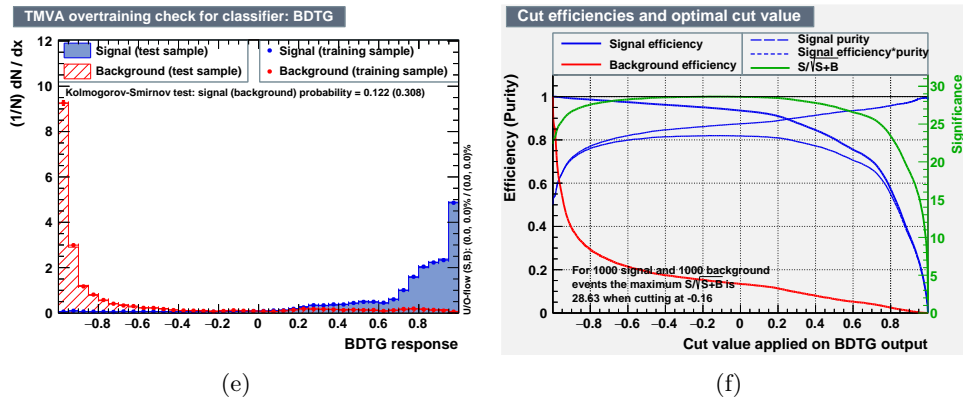 TMVA overtraining check for classifier: BDTG
Signal (test sample)
Background (test sample)
Signal (training sample)
Background (training sample)
Kolmogorov-Smirnov test: signal (background) probability = 0.122 (0.308)
(1/N) dN / dx
12
10
8
6
4
2
0
−0.8 −0.6 −0.4 −0.2 0 0.2 0.4 0.6 0.8
BDTG response
U/O-flow (S,B): (0.0, 0.0)% / (0.0, 0.0)%
(e)
Cut efficiencies and optimal cut value
Signal efficiency
Background efficiency
Signal purity
Signal efficiency*purity
S/√S+B
Efficiency (Purity)
1
0.8
0.6
0.4
0.2
0
30
25
20
15
10
5
0
Significance
For 1000 signal and 1000 background
events the maximum S/√S+B is
28.63 when cutting at -0.16
−0.8 −0.6 −0.4 −0.2 0 0.2 0.4 0.6 0.8
Cut value applied on BDTG output
(f)